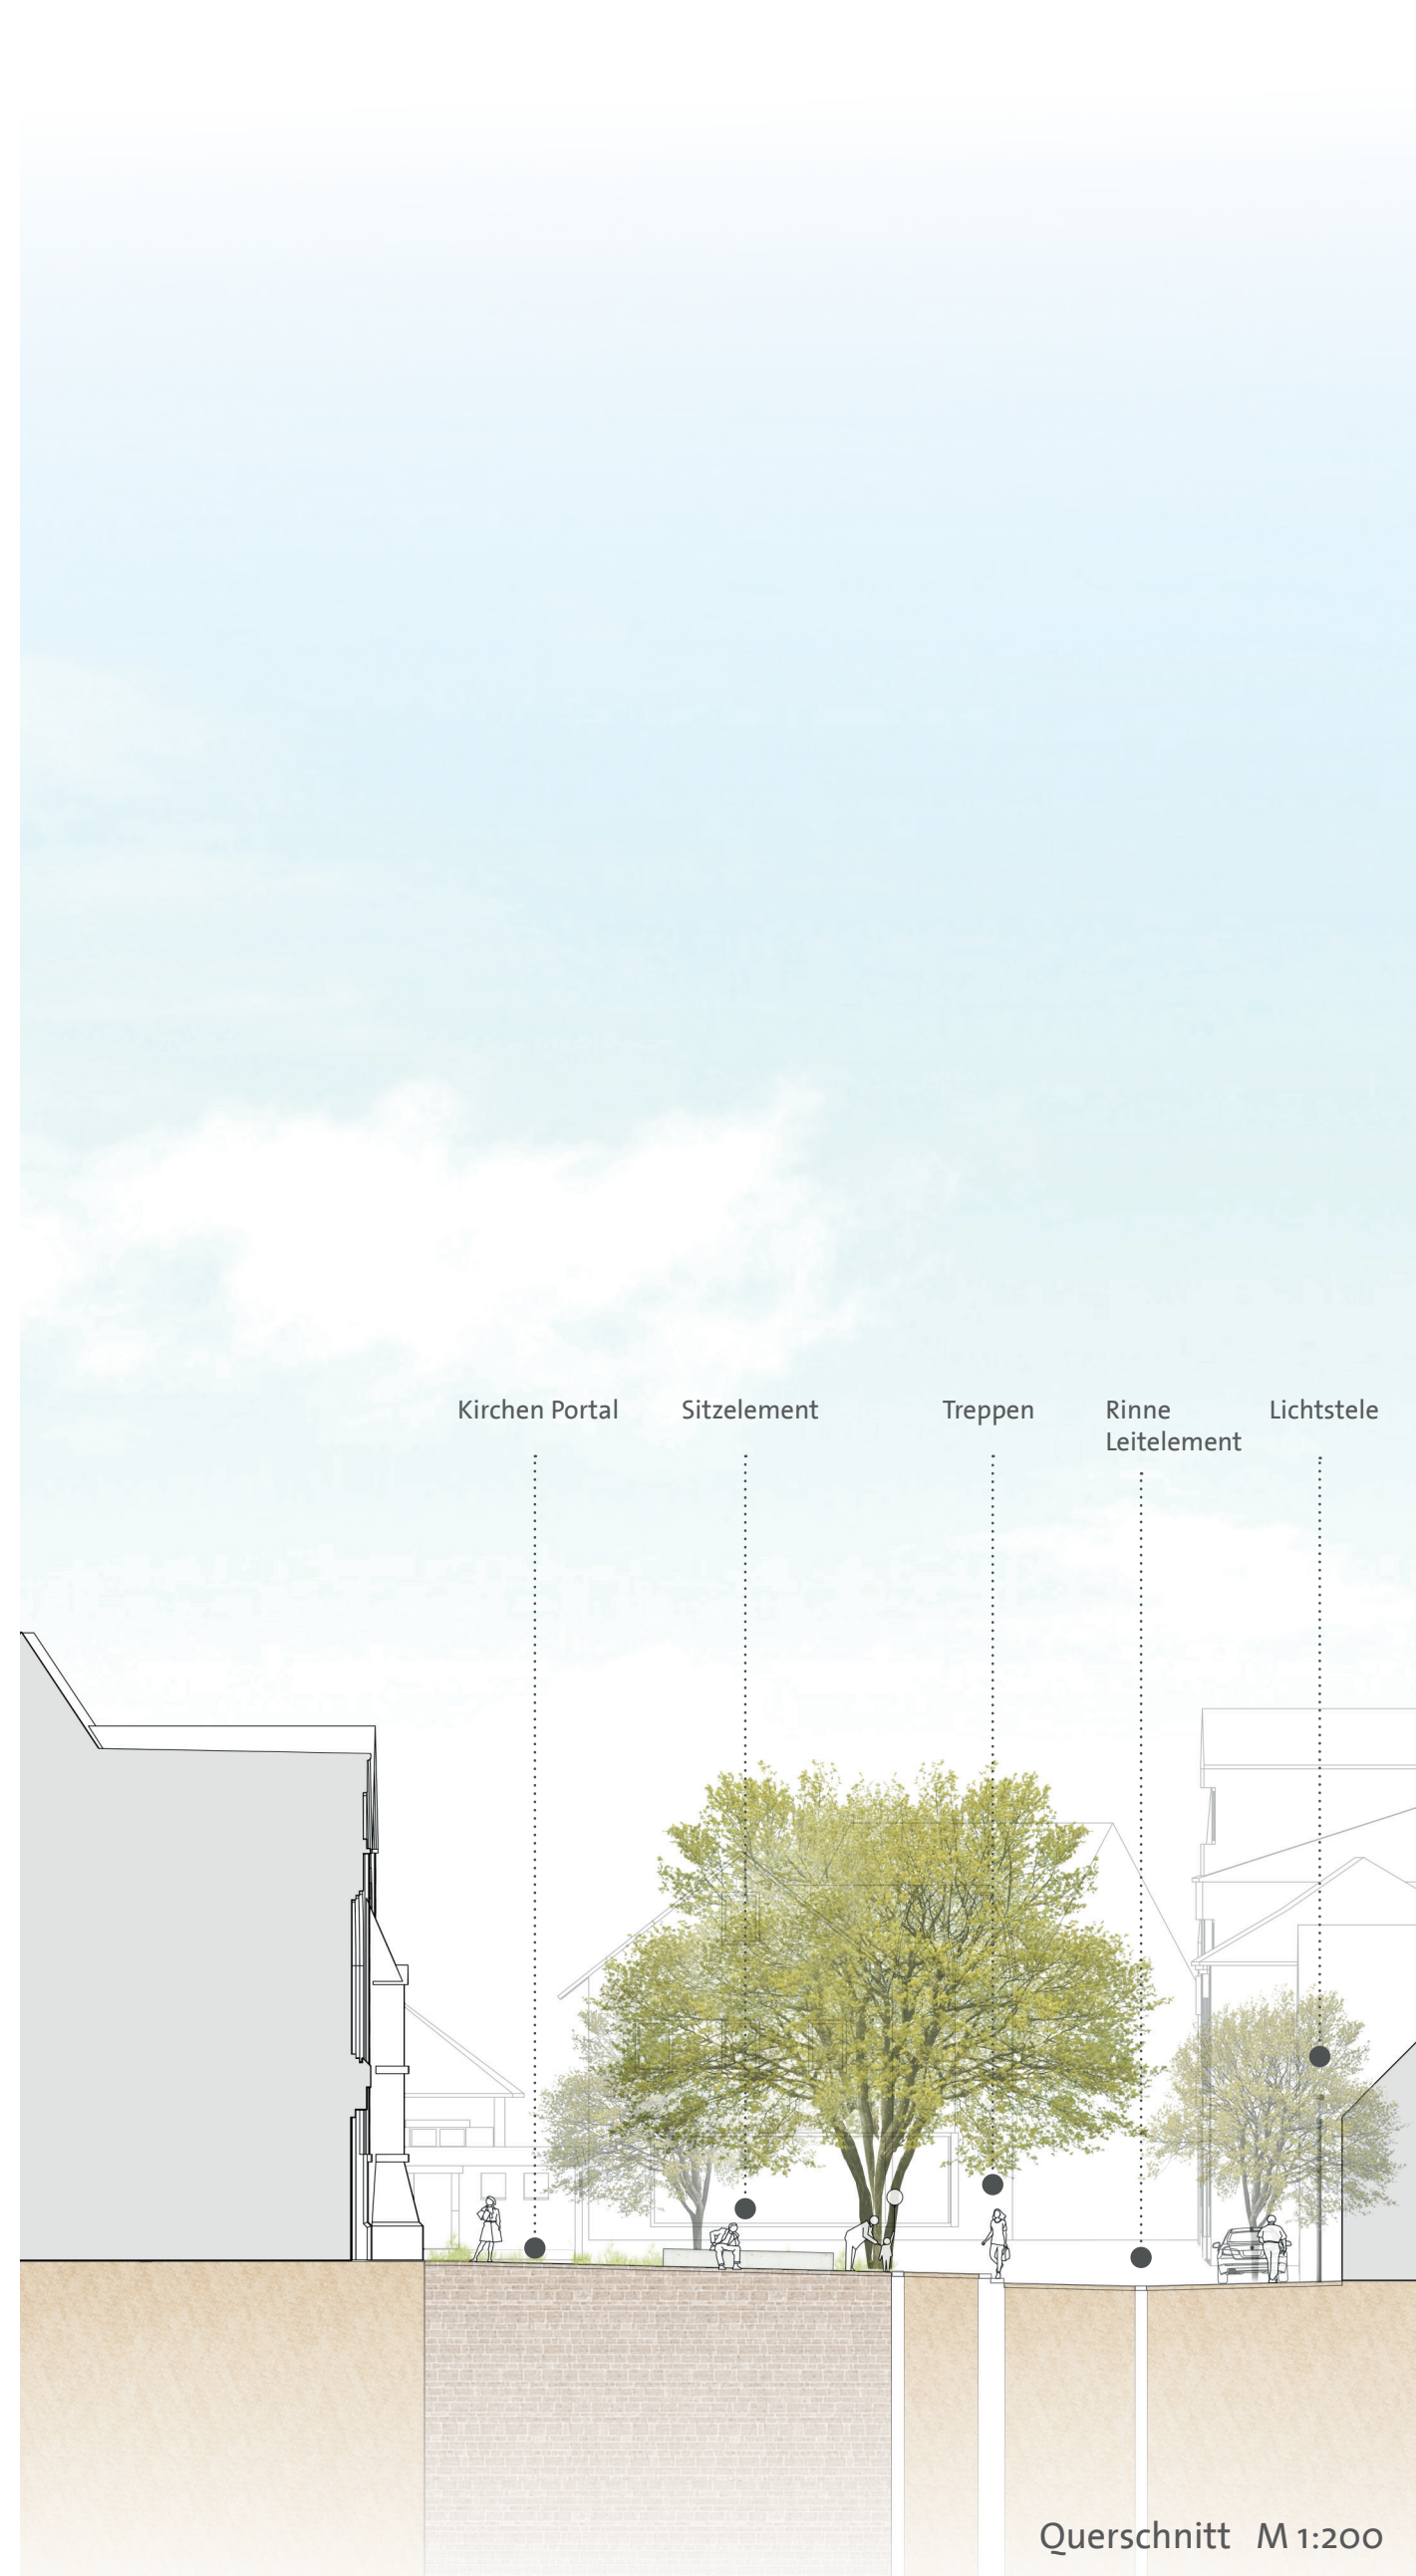 Kirchen Portal
Sitzelement
Treppen
Rinne
Leitelement
Lichtstele
Querschnitt M 1:200